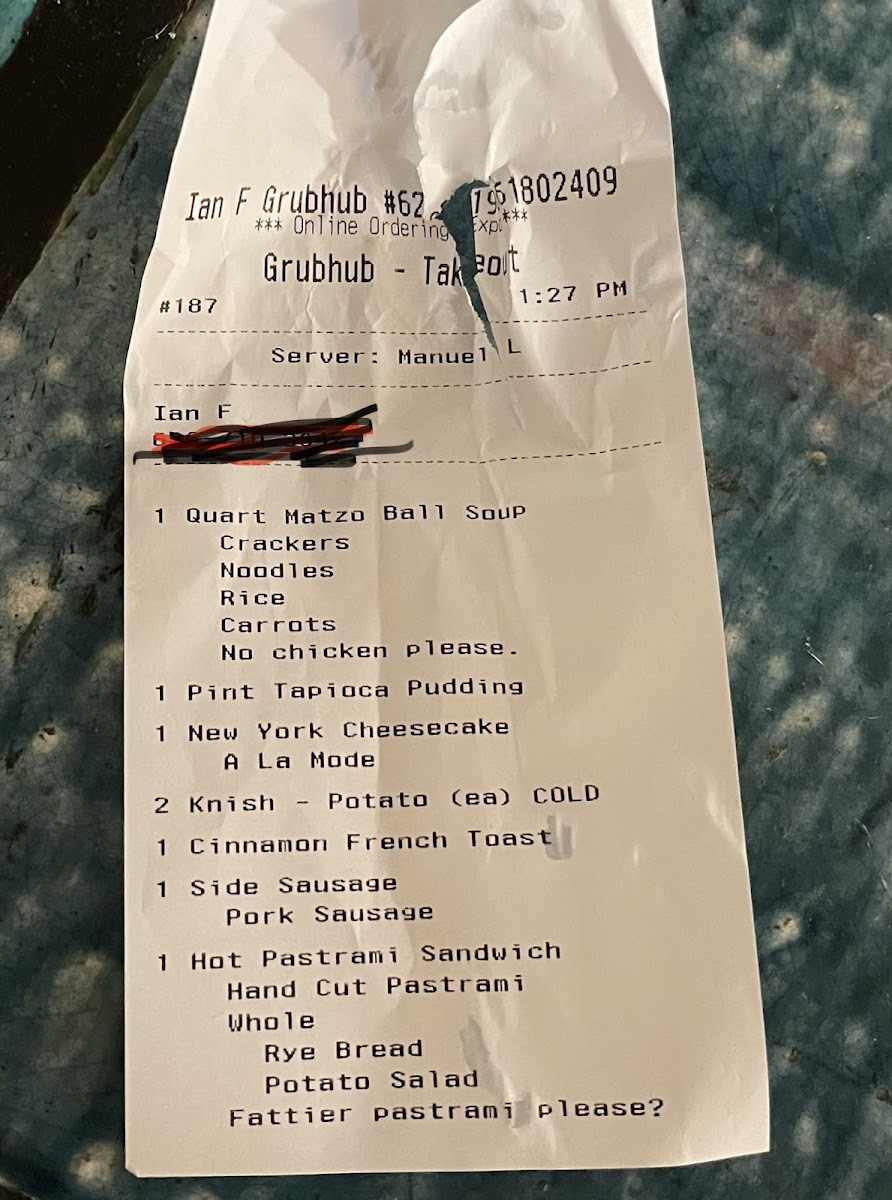 Ian F Grubhub #62 1961802409
*** Online Ordering Expo***
Grubhub - Takeout
#187 1:27 PM
Server: Manuel L
Ian F
1 Quart Matzo Ball Soup
Crackers
Noodles
Rice
Carrots
No chicken please.
1 Pint Tapioca Pudding
1 New York Cheesecake
A La Mode
2 Knish - Potato (ea) COLD
1 Cinnamon French Toast
1 Side Sausage
Pork Sausage
1 Hot Pastrami Sandwich
Hand Cut Pastrami
Whole
Rye Bread
Potato Salad
Fattier pastrami please?